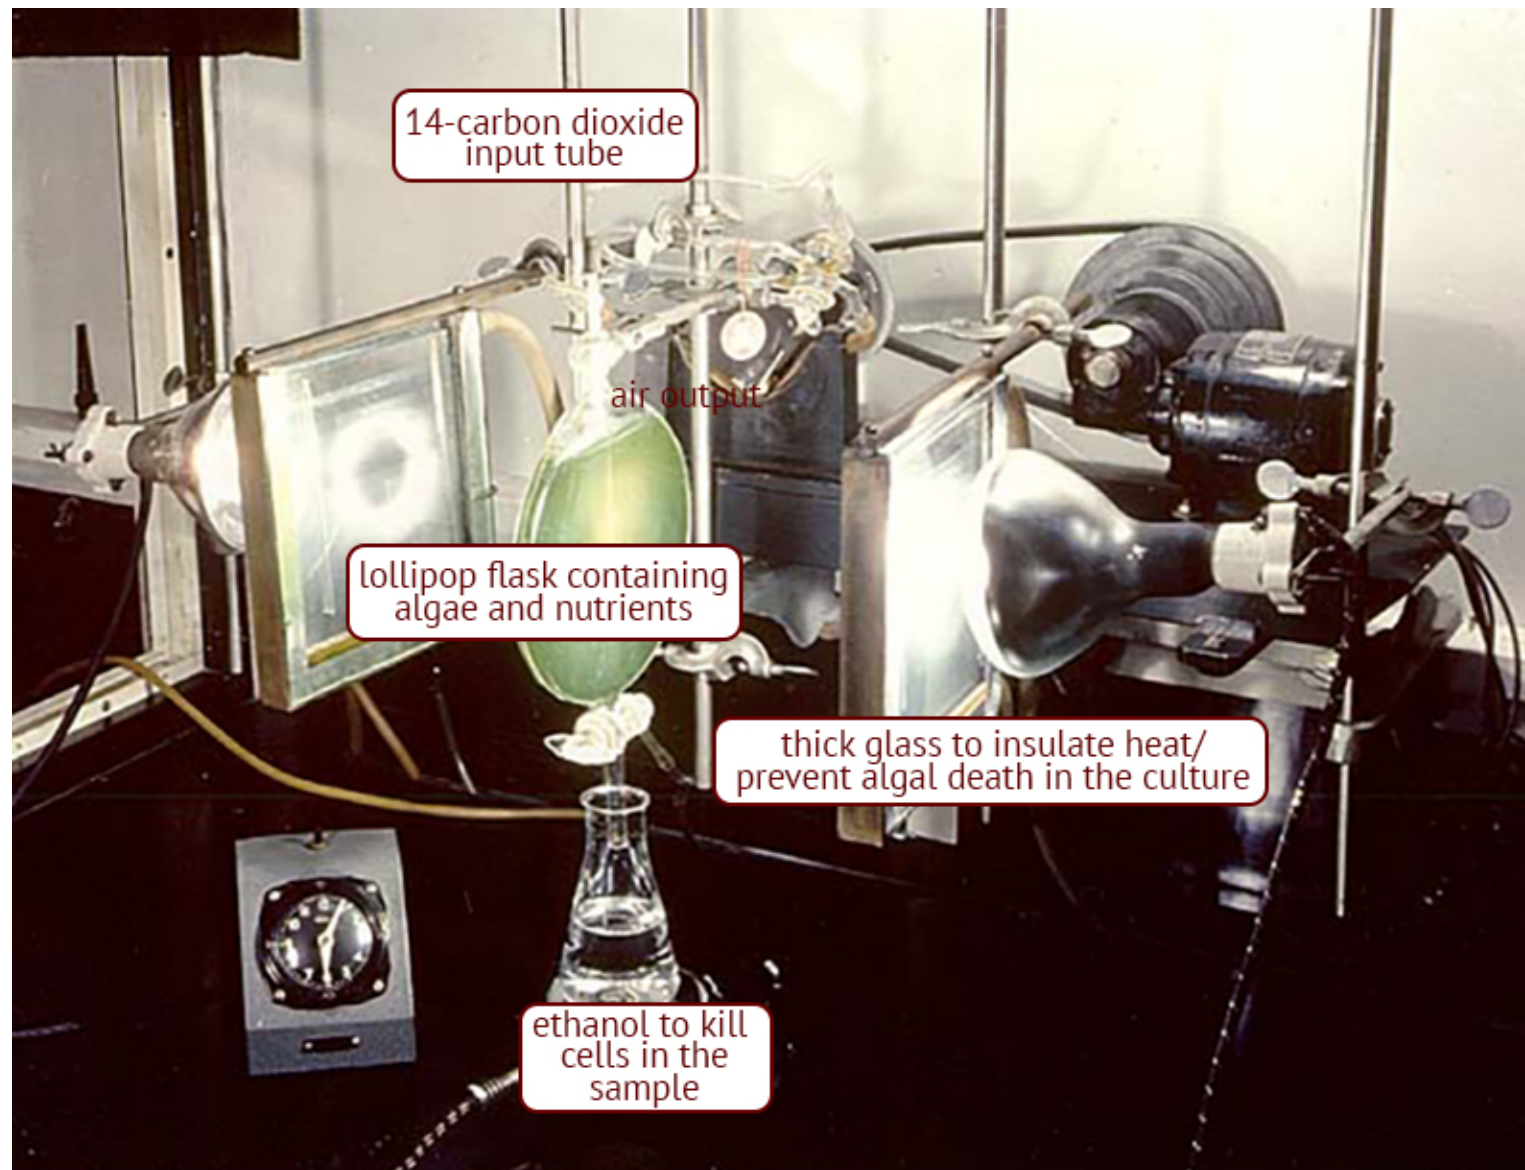 14-carbon dioxide
input tube
air output
lollipop flask containing
algae and nutrients
thick glass to insulate heat/
prevent algal death in the culture
ethanol to kill
cells in the
sample